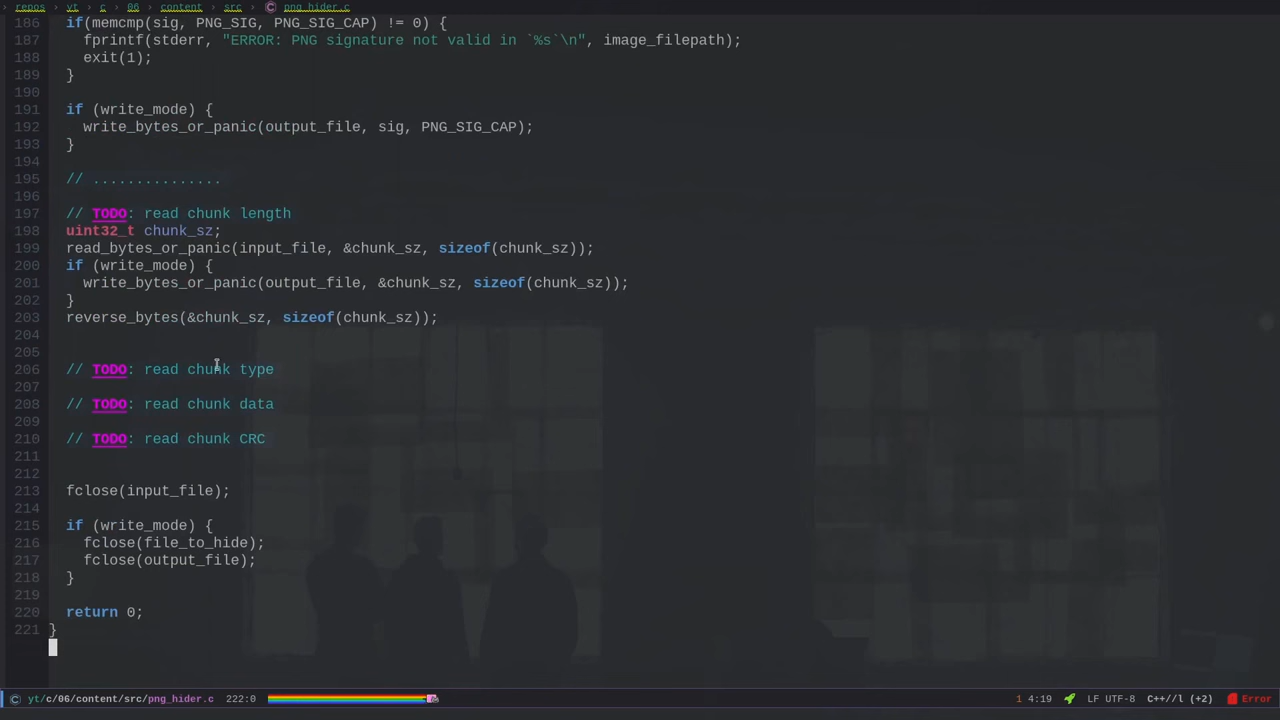 repos > yt > c > 06 > content > src > png_hider.c
186 if(memcmp(sig, PNG_SIG, PNG_SIG_CAP) != 0) {
187 fprintf(stderr, "ERROR: PNG signature not valid in `%s`\n", image_filepath);
188 exit(1);
189 }
190
191 if (write_mode) {
192 write_bytes_or_panic(output_file, sig, PNG_SIG_CAP);
193 }
194
195 // ...............
196
197 // TODO: read chunk length
198 uint32_t chunk_sz;
199 read_bytes_or_panic(input_file, &chunk_sz, sizeof(chunk_sz));
200 if (write_mode) {
201 write_bytes_or_panic(output_file, &chunk_sz, sizeof(chunk_sz));
202 }
203 reverse_bytes(&chunk_sz, sizeof(chunk_sz));
204
205
206 // TODO: read chunk type
207
208 // TODO: read chunk data
209
210 // TODO: read chunk CRC
211
212
213 fclose(input_file);
214
215 if (write_mode) {
216 fclose(file_to_hide);
217 fclose(output_file);
218 }
219
220 return 0;
221 }
yt/c/06/content/src/png_hider.c 222:0 1 4:19 LF UTF-8 C++//l (+2) Error